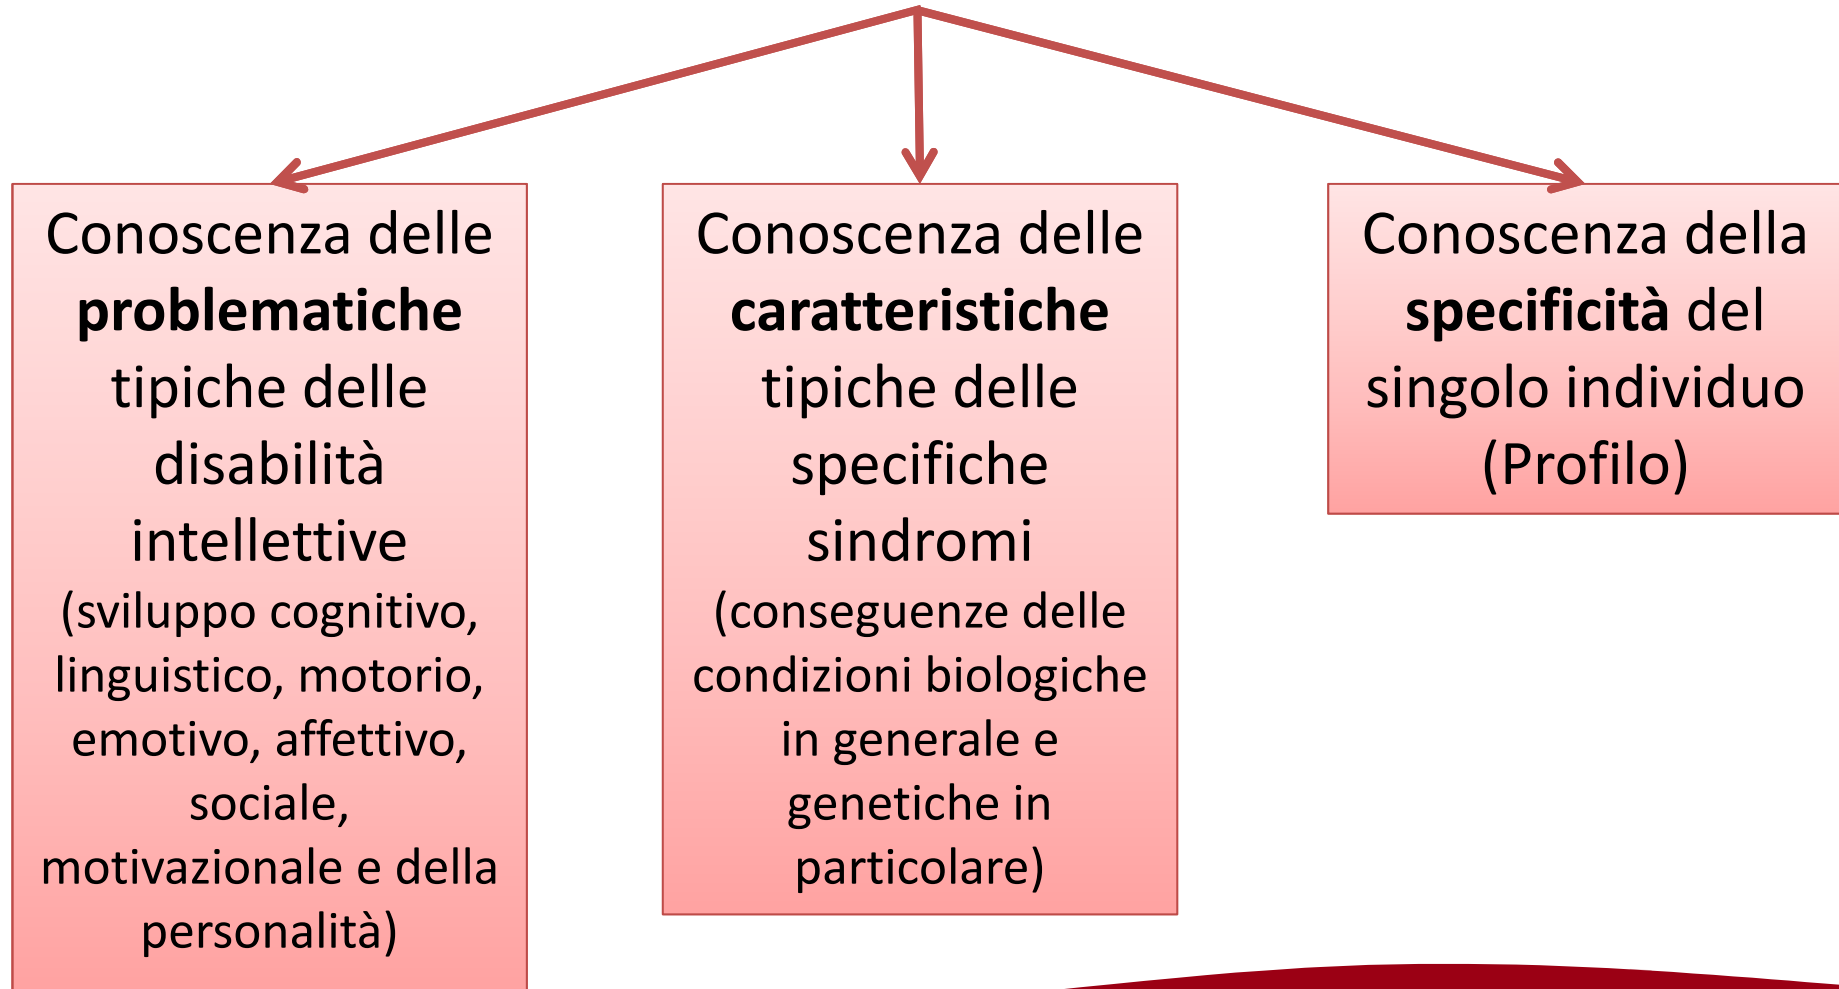 Conoscenza delle
problematiche
tipiche delle
disabilità
intellettive
(sviluppo cognitivo,
linguistico, motorio,
emotivo, affettivo,
sociale,
motivazionale e della
personalità)
Conoscenza delle
caratteristiche
tipiche delle
specifiche
sindromi
(conseguenze delle
condizioni biologiche
in generale e
genetiche in
particolare)
Conoscenza della
specificità del
singolo individuo
(Profilo)